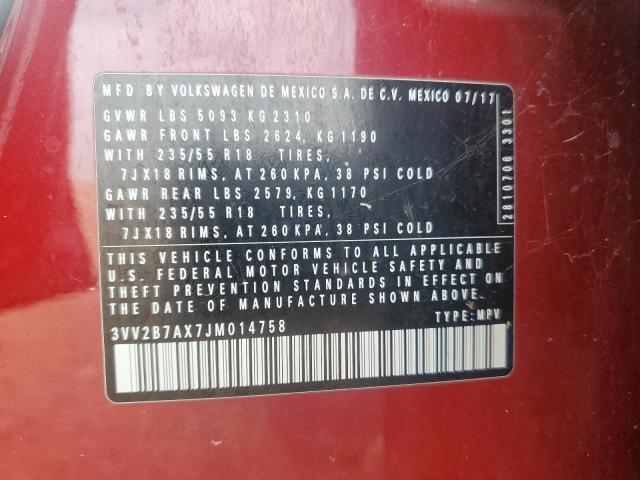 MFD BY VOLKSWAGEN DE MEXICO S.A. DE C.V. MEXICO 07/17
GVWR LBS 5093 KG 2310
GAWR FRONT LBS 2624, KG 1190
WITH 235/55 R18 TIRES,
7JX18 RIMS, AT 260 KPA, 38 PSI COLD
GAWR REAR LBS 2579, KG 1170
WITH 235/55 R18 TIRES,
7JX18 RIMS, AT 260 KPA, 38 PSI COLD
2810706 3301
THIS VEHICLE CONFORMS TO ALL APPLICABLE
U.S. FEDERAL MOTOR VEHICLE SAFETY AND
THEFT PREVENTION STANDARDS IN EFFECT ON
THE DATE OF MANUFACTURE SHOWN ABOVE.
3VV2B7AX7JM014758 TYPE: MPV